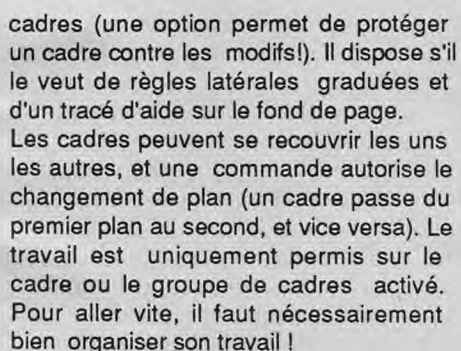 cadres (une option permet de protéger
un cadre contre les modifs!). Il dispose s'il
le veut de règles latérales graduées et
d'un tracé d'aide sur le fond de page.
Les cadres peuvent se recouvrir les uns
les autres, et une commande autorise le
changement de plan (un cadre passe du
premier plan au second, et vice versa). Le
travail est uniquement permis sur le
cadre ou le groupe de cadres activé.
Pour aller vite, il faut nécessairement
bien organiser son travail !